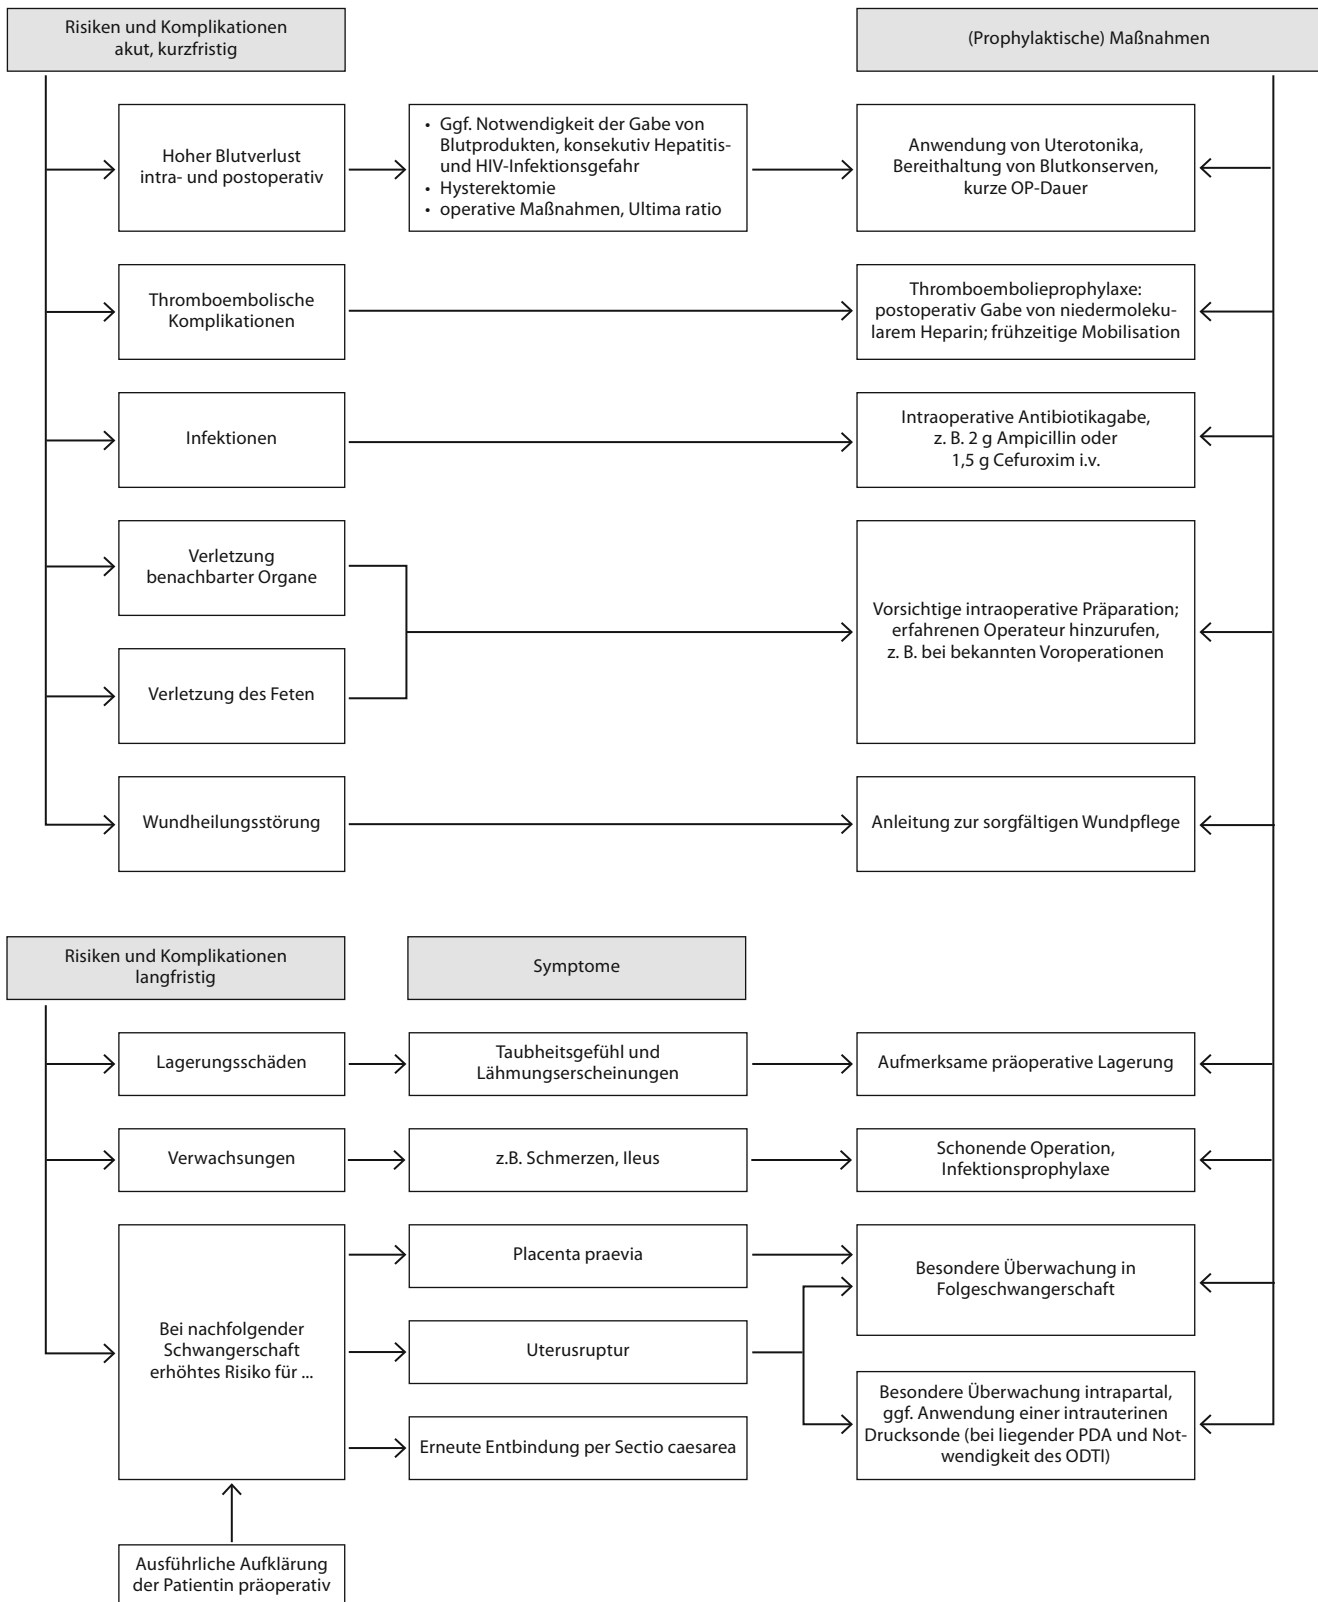 Risiken und Komplikationen
akut, kurzfristig
(Prophylaktische) Maßnahmen
Hoher Blutverlust
intra- und postoperativ
• Ggf. Notwendigkeit der Gabe von
Blutprodukten, konsekutiv Hepatitis-
und HIV-Infektionsgefahr
• Hysterektomie
• operative Maßnahmen, Ultima ratio
Anwendung von Uterotonika,
Bereithaltung von Blutkonserven,
kurze OP-Dauer
Thromboembolische
Komplikationen
Thromboembolieprophylaxe:
postoperativ Gabe von niedermoleku-
larem Heparin; frühzeitige Mobilisation
Infektionen
Intraoperative Antibiotikagabe,
z. B. 2 g Ampicillin oder
1,5 g Cefuroxim i.v.
Verletzung
benachbarter Organe
Verletzung des Feten
Vorsichtige intraoperative Präparation;
erfahrenen Operateur hinzurufen,
z. B. bei bekannten Voroperationen
Wundheilungsstörung
Anleitung zur sorgfältigen Wundpflege
Risiken und Komplikationen
langfristig
Symptome
Lagerungsschäden
Taubheitsgefühl und
Lähmungserscheinungen
Aufmerksame präoperative Lagerung
Verwachsungen
z.B. Schmerzen, Ileus
Schonende Operation,
Infektionsprophylaxe
Bei nachfolgender
Schwangerschaft
erhöhtes Risiko für ...
Placenta praevia
Besondere Überwachung in
Folgeschwangerschaft
Uterusruptur
Besondere Überwachung intrapartal,
ggf. Anwendung einer intrauterinen
Drucksonde (bei liegender PDA und Not-
wendigkeit des ODTI)
Erneute Entbindung per Sectio caesarea
Ausführliche Aufklärung
der Patientin präoperativ